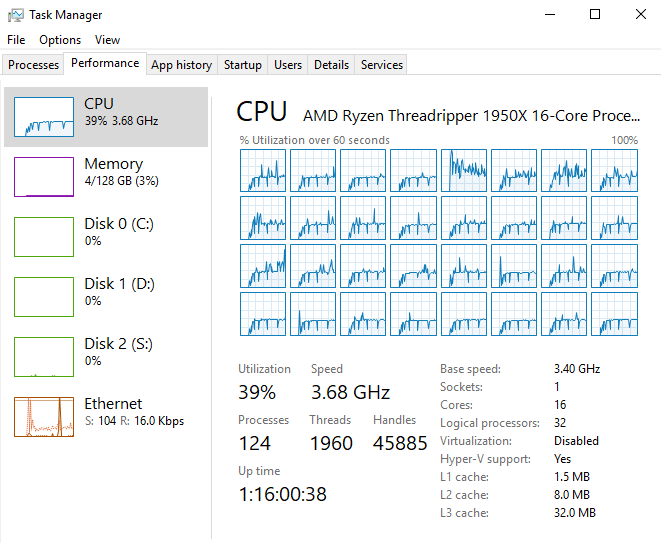 Task Manager
File Options View
Processes Performance App history Startup Users Details Services
CPU
39% 3.68 GHz
Memory
4/128 GB (3%)
Disk 0 (C:)
0%
Disk 1 (D:)
0%
Disk 2 (S:)
0%
Ethernet
S: 104 R: 16.0 Kbps
CPU AMD Ryzen Threadripper 1950X 16-Core Proce...
% Utilization over 60 seconds 100%
Utilization Speed
39% 3.68 GHz
Processes Threads Handles
124 1960 45885
Up time
1:16:00:38
Base speed: 3.40 GHz
Sockets: 1
Cores: 16
Logical processors: 32
Virtualization: Disabled
Hyper-V support: Yes
L1 cache: 1.5 MB
L2 cache: 8.0 MB
L3 cache: 32.0 MB